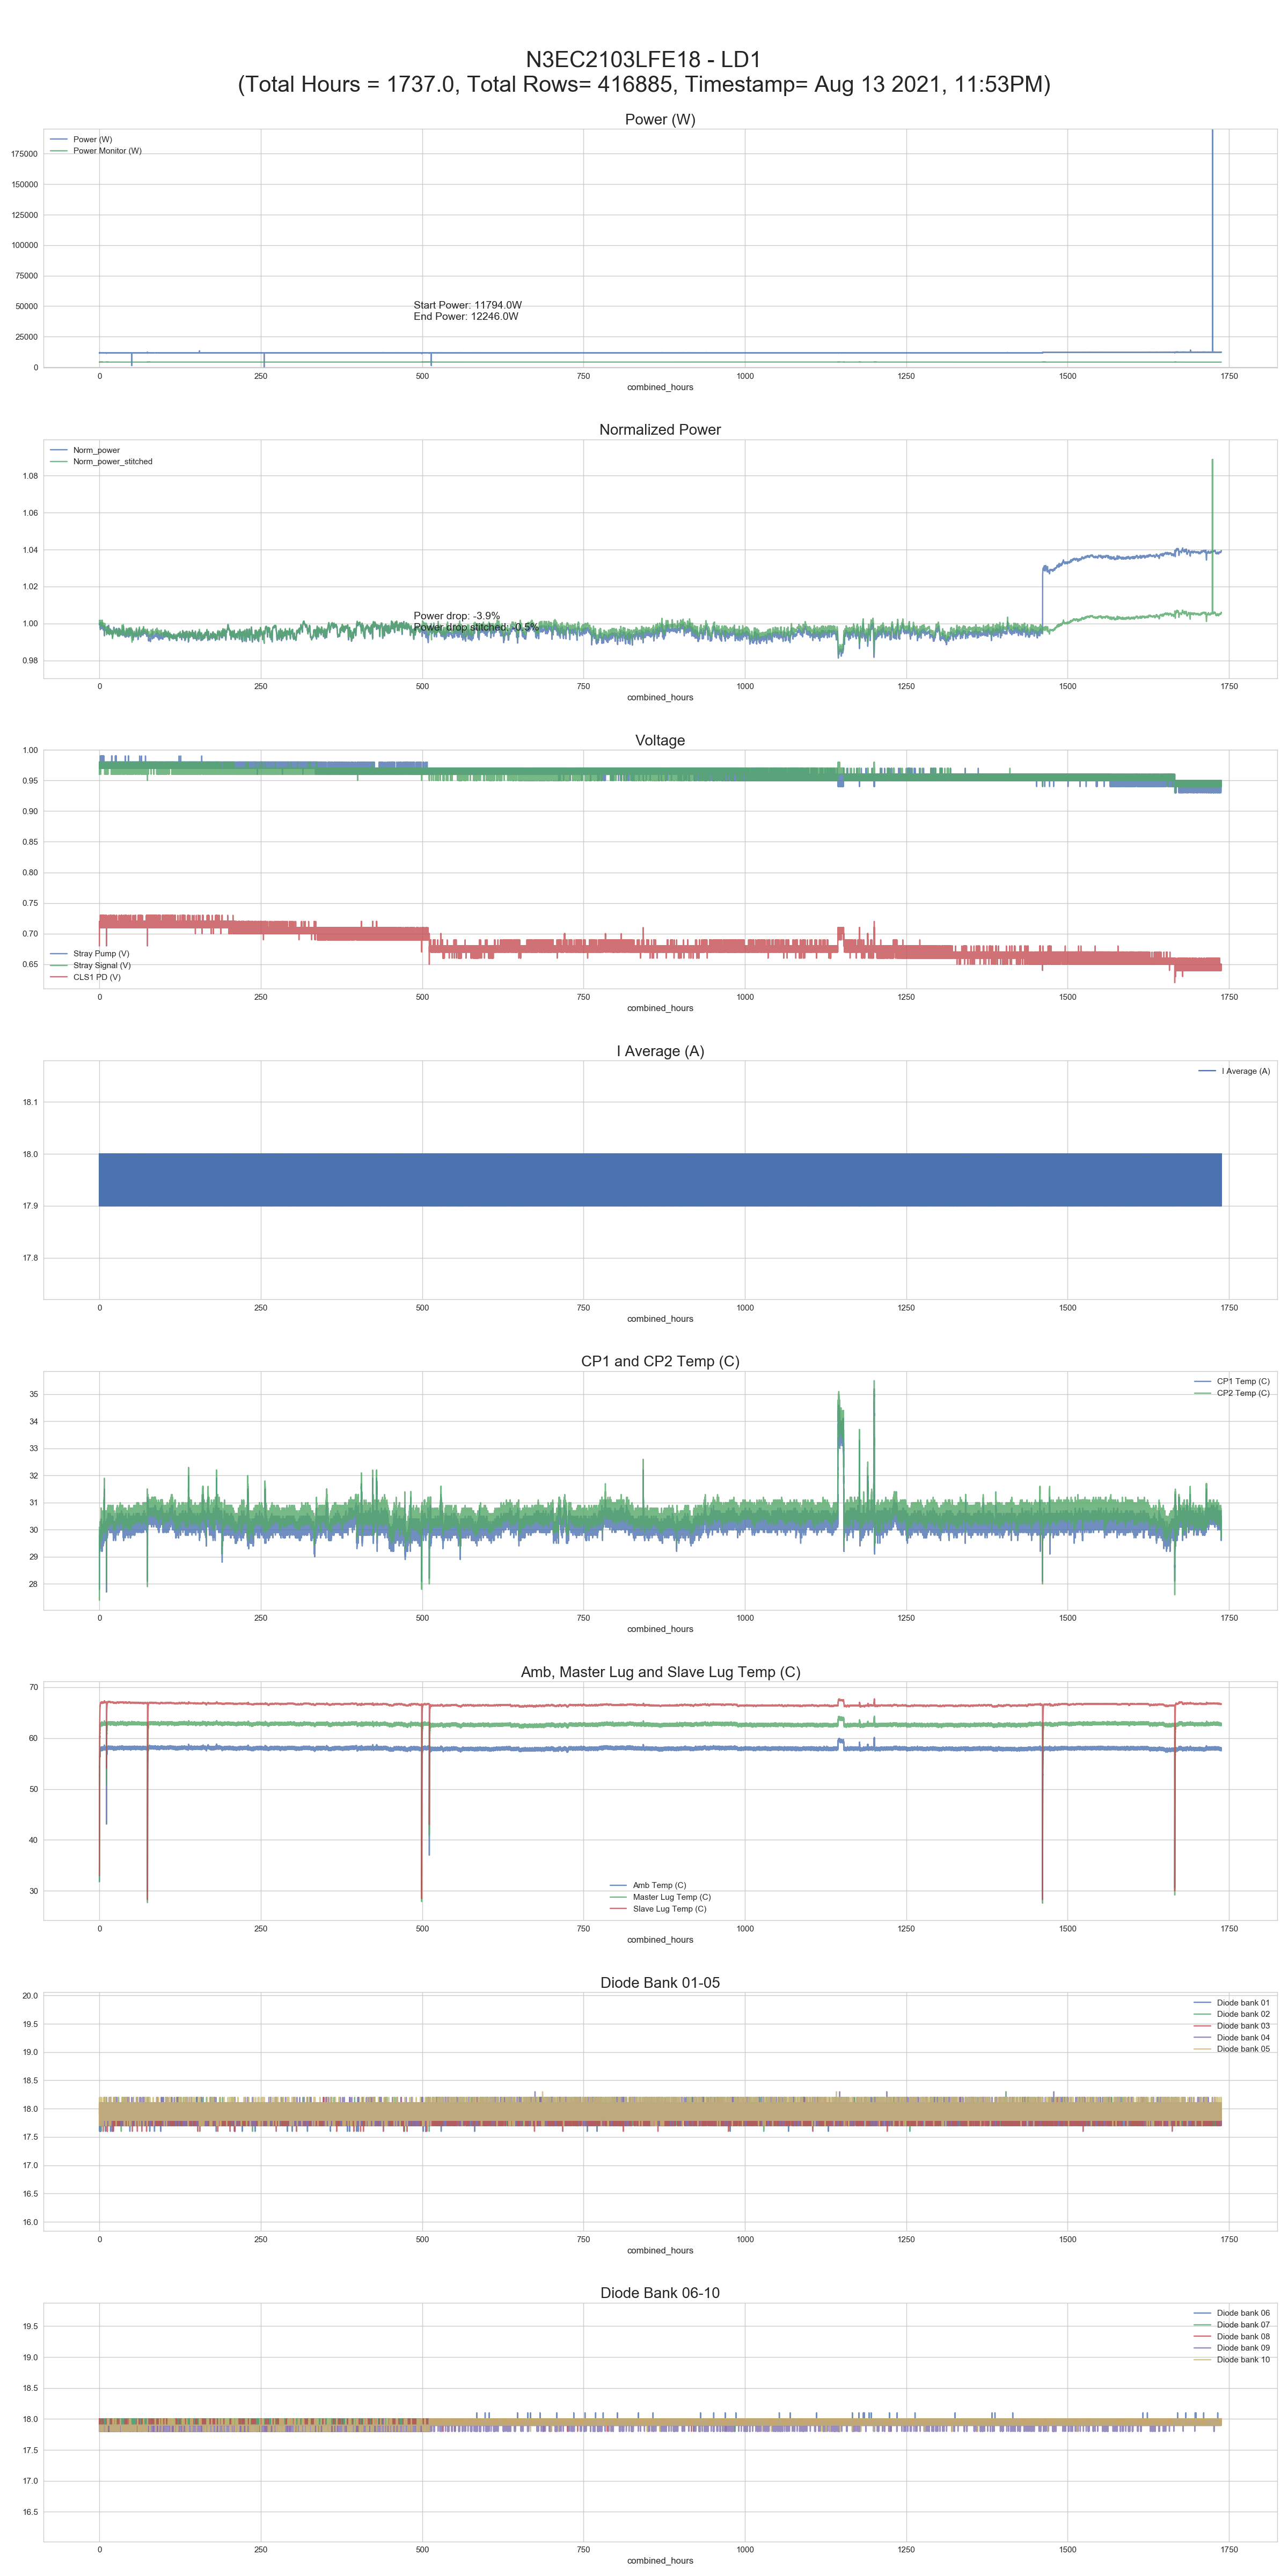 N3EC2103LFE18 - LD1
(Total Hours = 1737.0, Total Rows= 416885, Timestamp= Aug 13 2021, 11:53PM)
Power (W)
Power (W)
Power Monitor (W)
175000
150000
125000
100000
75000
50000
25000
0
Start Power: 11794.0W
End Power: 12246.0W
0 250 500 750 1000 1250 1500 1750
combined_hours
Normalized Power
Norm_power
Norm_power_stitched
1.08
1.06
1.04
1.02
1.00
0.98
Power drop: -3.9%
Power drop stitched: -0.5%
0 250 500 750 1000 1250 1500 1750
combined_hours
Voltage
1.00
0.95
0.90
0.85
0.80
0.75
0.70
0.65
Stray Pump (V)
Stray Signal (V)
CLS1 PD (V)
0 250 500 750 1000 1250 1500 1750
combined_hours
I Average (A)
I Average (A)
18.1
18.0
17.9
17.8
0 250 500 750 1000 1250 1500 1750
combined_hours
CP1 and CP2 Temp (C)
CP1 Temp (C)
CP2 Temp (C)
35
34
33
32
31
30
29
28
0 250 500 750 1000 1250 1500 1750
combined_hours
Amb, Master Lug and Slave Lug Temp (C)
70
60
50
40
30
Amb Temp (C)
Master Lug Temp (C)
Slave Lug Temp (C)
0 250 500 750 1000 1250 1500 1750
combined_hours
Diode Bank 01-05
Diode bank 01
Diode bank 02
Diode bank 03
Diode bank 04
Diode bank 05
20.0
19.5
19.0
18.5
18.0
17.5
17.0
16.5
16.0
0 250 500 750 1000 1250 1500 1750
combined_hours
Diode Bank 06-10
Diode bank 06
Diode bank 07
Diode bank 08
Diode bank 09
Diode bank 10
19.5
19.0
18.5
18.0
17.5
17.0
16.5
0 250 500 750 1000 1250 1500 1750
combined_hours